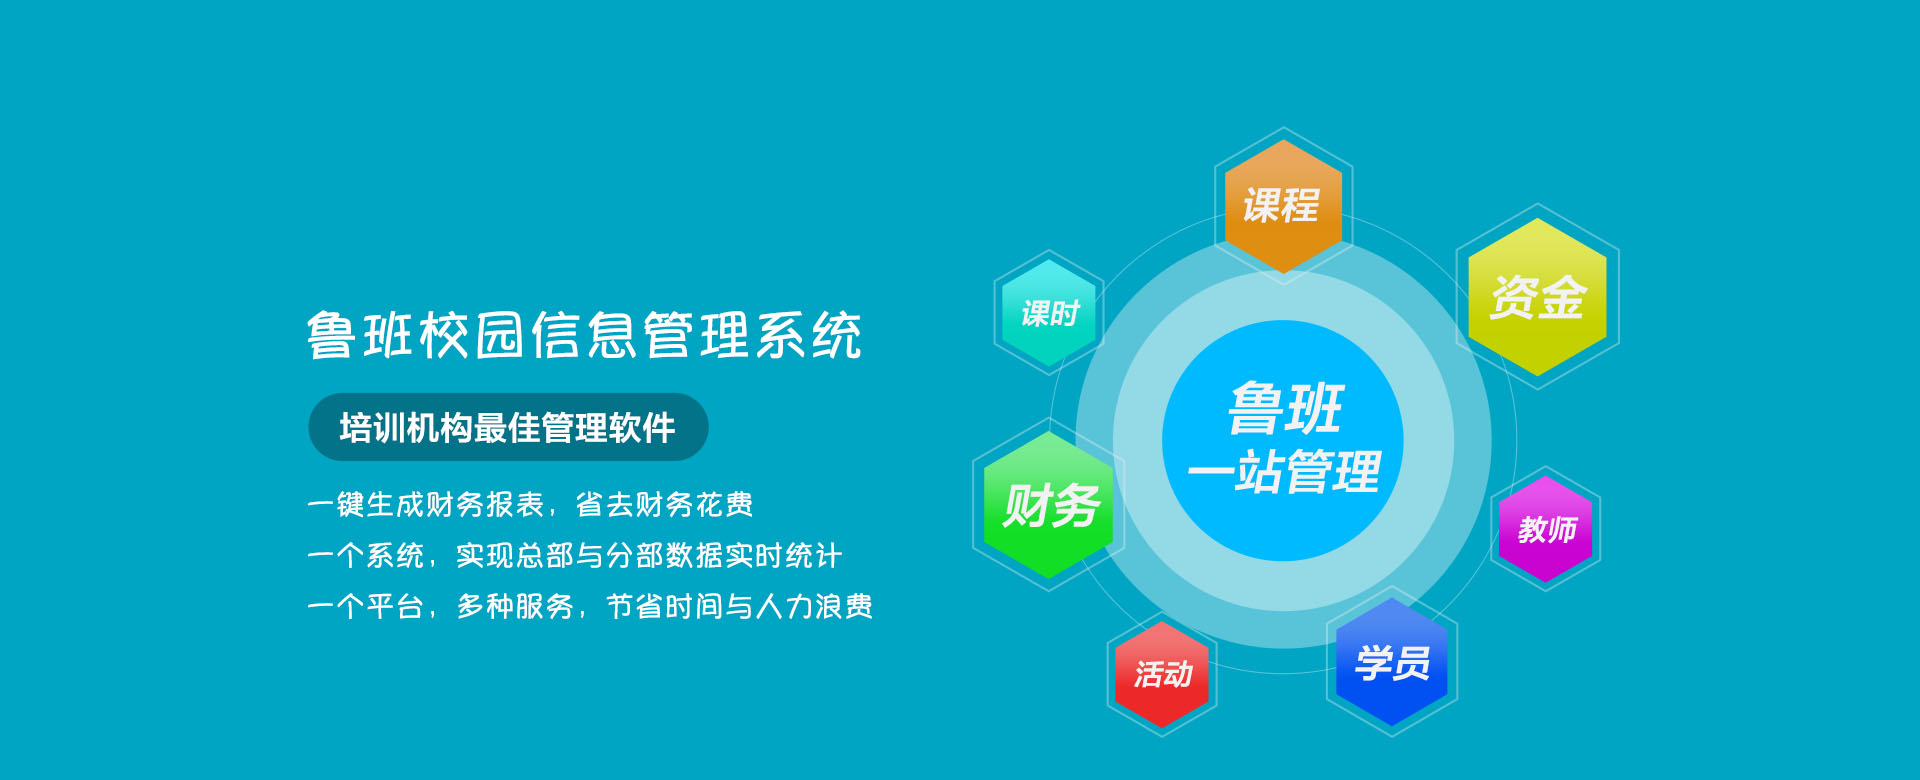 鲁班校园信息管理系统
培训机构最佳管理软件
一键生成财务报表，省去财务花费
一个系统，实现总部与分部数据实时统计
一个平台，多种服务，节省时间与人力浪费
课程
资金
课时
鲁班
一站管理
财务
教师
学员
活动